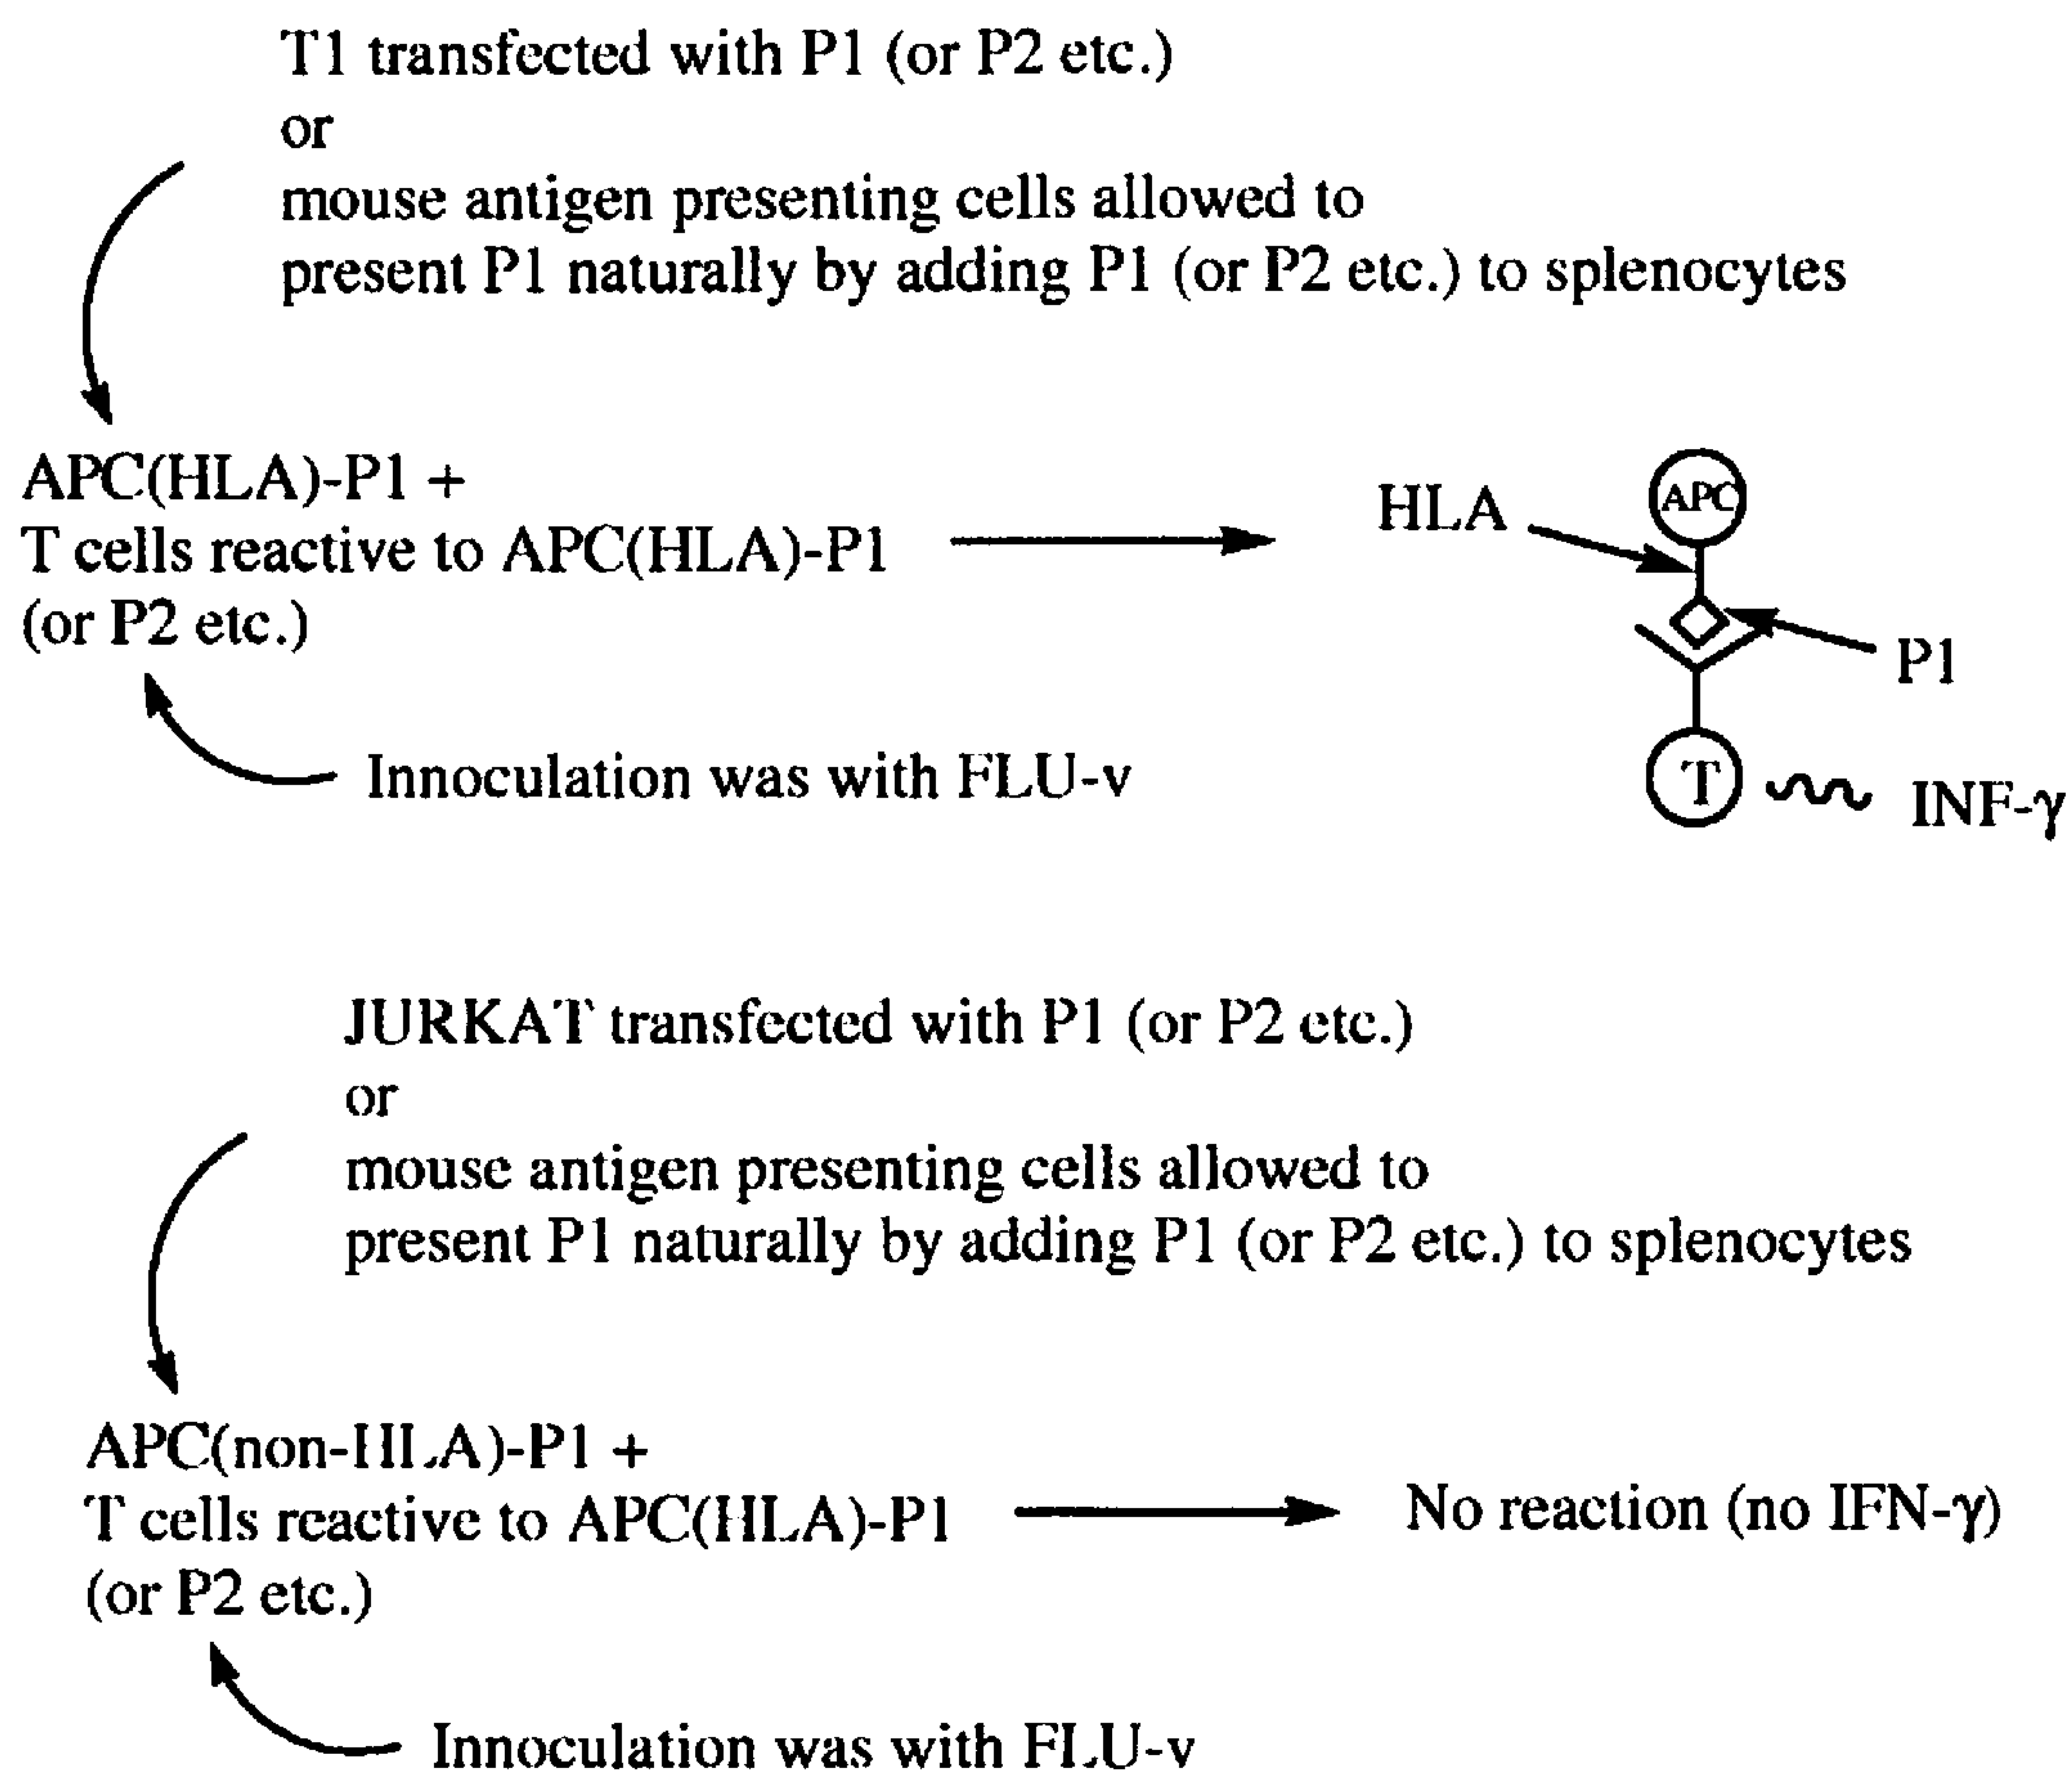 T1 transfected with P1 (or P2 etc.)
or
mouse antigen presenting cells allowed to
present P1 naturally by adding P1 (or P2 etc.) to splenocytes
APC(HLA)-P1 +
T cells reactive to APC(HLA)-P1
(or P2 etc.)
HLA
APC
P1
T
INF-γ
Innoculation was with FLU-v
JURKAT transfected with P1 (or P2 etc.)
or
mouse antigen presenting cells allowed to
present P1 naturally by adding P1 (or P2 etc.) to splenocytes
APC(non-HLA)-P1 +
T cells reactive to APC(HLA)-P1
(or P2 etc.)
No reaction (no IFN-γ)
Innoculation was with FLU-v